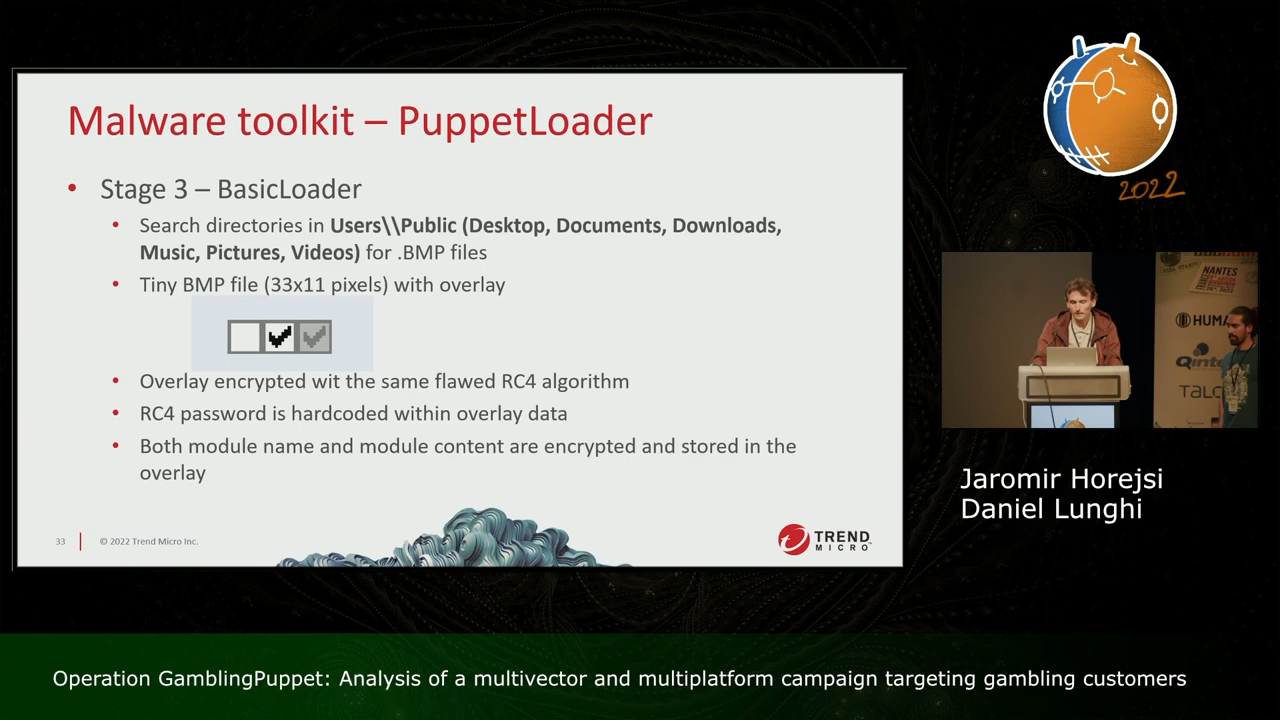 Malware toolkit – PuppetLoader
• Stage 3 – BasicLoader
• Search directories in Users\\Public (Desktop, Documents, Downloads,
Music, Pictures, Videos) for .BMP files
• Tiny BMP file (33x11 pixels) with overlay
• Overlay encrypted wit the same flawed RC4 algorithm
• RC4 password is hardcoded within overlay data
• Both module name and module content are encrypted and stored in the
overlay
33
© 2022 Trend Micro Inc.
TREND
MICRO
2022
NANTES
HUMA
Qinte
TALC
Jaromir Horejsi
Daniel Lunghi
Operation GamblingPuppet: Analysis of a multivector and multiplatform campaign targeting gambling customers